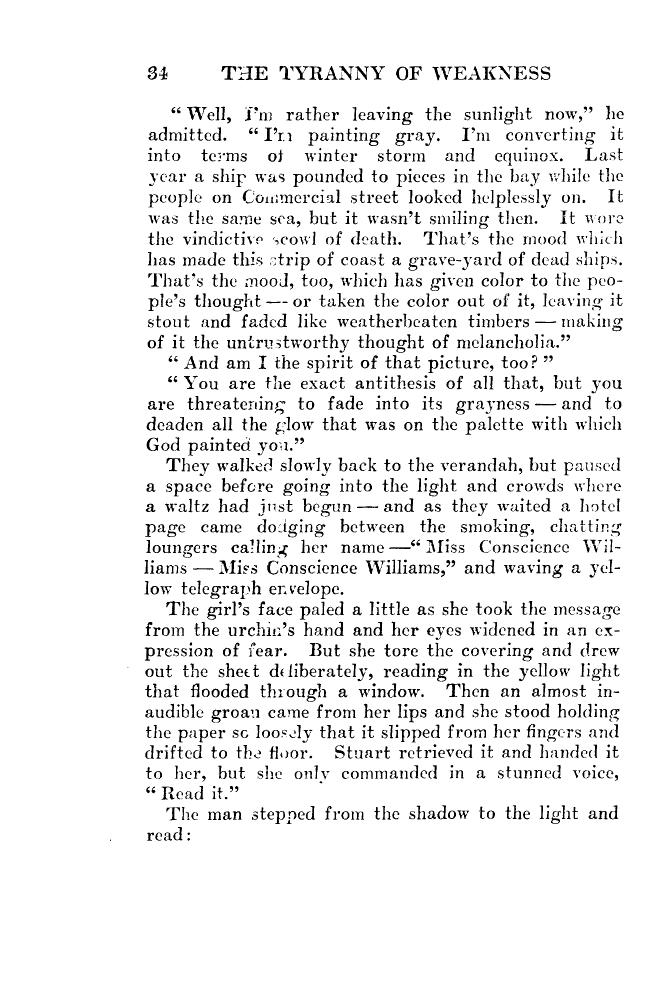 34 THE TYRANNY OF WEAKNESS
“ Well, I'm rather leaving the sunlight now,” he
admitted. “ I'm painting gray. I'm converting it
into terms of winter storm and equinox. Last
year a ship was pounded to pieces in the bay while the
people on Commercial street looked helplessly on. It
was the same sea, but it wasn't smiling then. It wore
the vindictive scowl of death. That's the mood which
has made this strip of coast a grave-yard of dead ships.
That's the mood, too, which has given color to the peo-
ple's thought — or taken the color out of it, leaving it
stout and faded like weatherbeaten timbers — making
of it the untrustworthy thought of melancholia.”
“ And am I the spirit of that picture, too? ”
“ You are the exact antithesis of all that, but you
are threatening to fade into its grayness — and to
deaden all the glow that was on the palette with which
God painted you.”
They walked slowly back to the verandah, but paused
a space before going into the light and crowds where
a waltz had just begun — and as they waited a hotel
page came dodging between the smoking, chatting
loungers calling her name —“ Miss Conscience Wil-
liams — Miss Conscience Williams,” and waving a yel-
low telegraph envelope.
The girl's face paled a little as she took the message
from the urchin's hand and her eyes widened in an ex-
pression of fear. But she tore the covering and drew
out the sheet deliberately, reading in the yellow light
that flooded through a window. Then an almost in-
audible groan came from her lips and she stood holding
the paper so loosely that it slipped from her fingers and
drifted to the floor. Stuart retrieved it and handed it
to her, but she only commanded in a stunned voice,
“ Read it.”
The man stepped from the shadow to the light and
read: